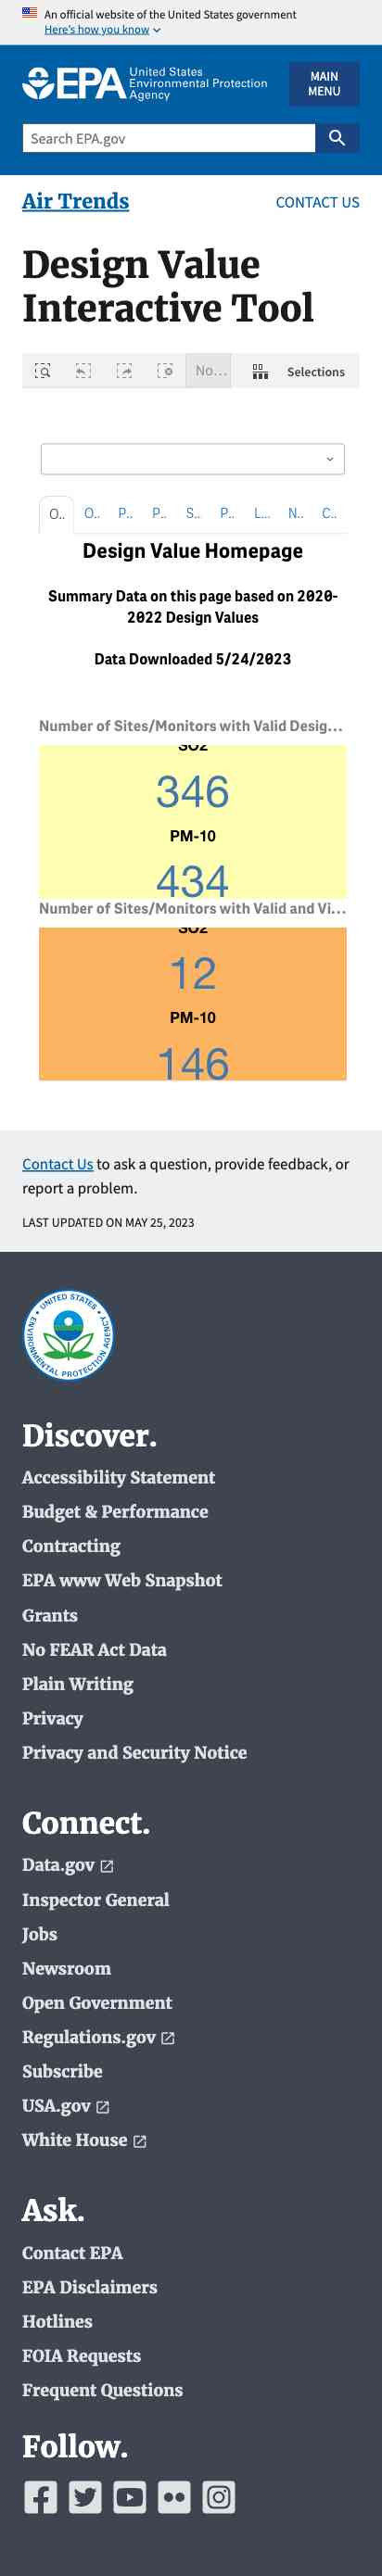 An official website of the United States government
Here's how you know
EPA
United States
Environmental Protection
Agency
MAIN
MENU
Search EPA.gov
Air Trends
CONTACT US
Design Value
Interactive Tool
No...
Selections
O..
O..
P..
P..
S..
P..
L...
N..
C..
Design Value Homepage
Summary Data on this page based on 2020-
2022 Design Values
Data Downloaded 5/24/2023
Number of Sites/Monitors with Valid Desig...
SO2
346
PM-10
434
Number of Sites/Monitors with Valid and Vi...
SO2
12
PM-10
146
Contact Us to ask a question, provide feedback, or
report a problem.
LAST UPDATED ON MAY 25, 2023
UNITED STATES
ENVIRONMENTAL PROTECTION AGENCY
Discover.
Accessibility Statement
Budget & Performance
Contracting
EPA www Web Snapshot
Grants
No FEAR Act Data
Plain Writing
Privacy
Privacy and Security Notice
Connect.
Data.gov
Inspector General
Jobs
Newsroom
Open Government
Regulations.gov
Subscribe
USA.gov
White House
Ask.
Contact EPA
EPA Disclaimers
Hotlines
FOIA Requests
Frequent Questions
Follow.